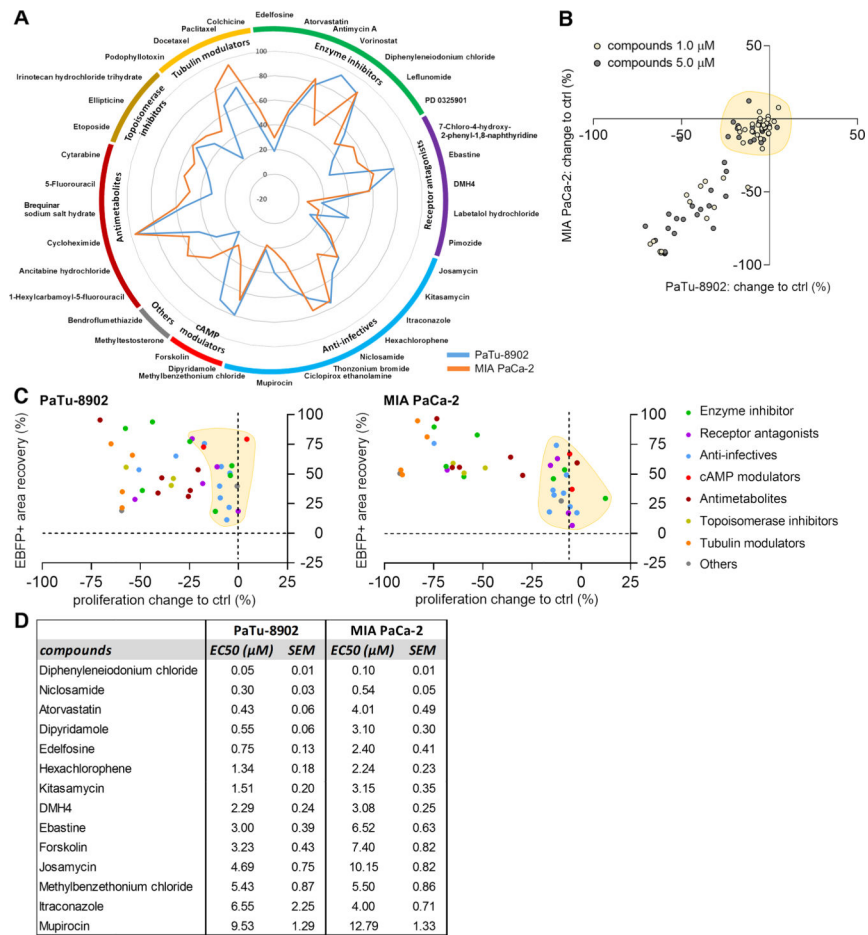 A
Edelfosine
Atorvastatin
Antimycin A
Vorinostat
Diphenyleneiodonium chloride
Leflunomide
PD 0325901
7-Chloro-4-hydroxy-
2-phenyl-1,8-naphthyridine
Ebastine
DMH4
Labetalol hydrochloride
Pimozide
Josamycin
Kitasamycin
Itraconazole
Hexachlorophene
Niclosamide
Thonzonium bromide
Ciclopirox ethanolamine
Mupirocin
Methylbenzethonium chloride
Dipyridamole
Forskolin
Methyltestosterone
Bendroflumethiazide
1-Hexylcarbamoyl-5-fluorouracil
Ancitabine hydrochloride
Cycloheximide
Brequinar
sodium salt hydrate
5-Fluorouracil
Cytarabine
Etoposide
Ellipticine
Irinotecan hydrochloride trihydrate
Podophyllotoxin
Docetaxel
Paclitaxel
Colchicine
Enzyme inhibitors
Receptor antagonists
Anti-infectives
cAMP
modulators
Others
Antimetabolites
Topoisomerase
inhibitors
Tubulin modulators
100
80
60
40
20
0
-20
PaTu-8902
MIA PaCa-2
B
compounds 1.0 µM
compounds 5.0 µM
50
-100
-50
50
-50
-100
MIA PaCa-2: change to ctrl (%)
PaTu-8902: change to ctrl (%)
C
PaTu-8902
EBFP+ area recovery (%)
100
75
50
25
0
-25
-100
-75
-50
-25
0
25
proliferation change to ctrl (%)
MIA PaCa-2
EBFP+ area recovery (%)
100
75
50
25
0
-25
-100
-75
-50
-25
0
25
proliferation change to ctrl (%)
Enzyme inhibitor
Receptor antagonists
Anti-infectives
cAMP modulators
Antimetabolites
Topoisomerase inhibitors
Tubulin modulators
Others
D
PaTu-8902 MIA PaCa-2
compounds EC50 (µM) SEM EC50 (µM) SEM
Diphenyleneiodonium chloride 0.05 0.01 0.10 0.01
Niclosamide 0.30 0.03 0.54 0.05
Atorvastatin 0.43 0.06 4.01 0.49
Dipyridamole 0.55 0.06 3.10 0.30
Edelfosine 0.75 0.13 2.40 0.41
Hexachlorophene 1.34 0.18 2.24 0.23
Kitasamycin 1.51 0.20 3.15 0.35
DMH4 2.29 0.24 3.08 0.25
Ebastine 3.00 0.39 6.52 0.63
Forskolin 3.23 0.43 7.40 0.82
Josamycin 4.69 0.75 10.15 0.82
Methylbenzethonium chloride 5.43 0.87 5.50 0.86
Itraconazole 6.55 2.25 4.00 0.71
Mupirocin 9.53 1.29 12.79 1.33